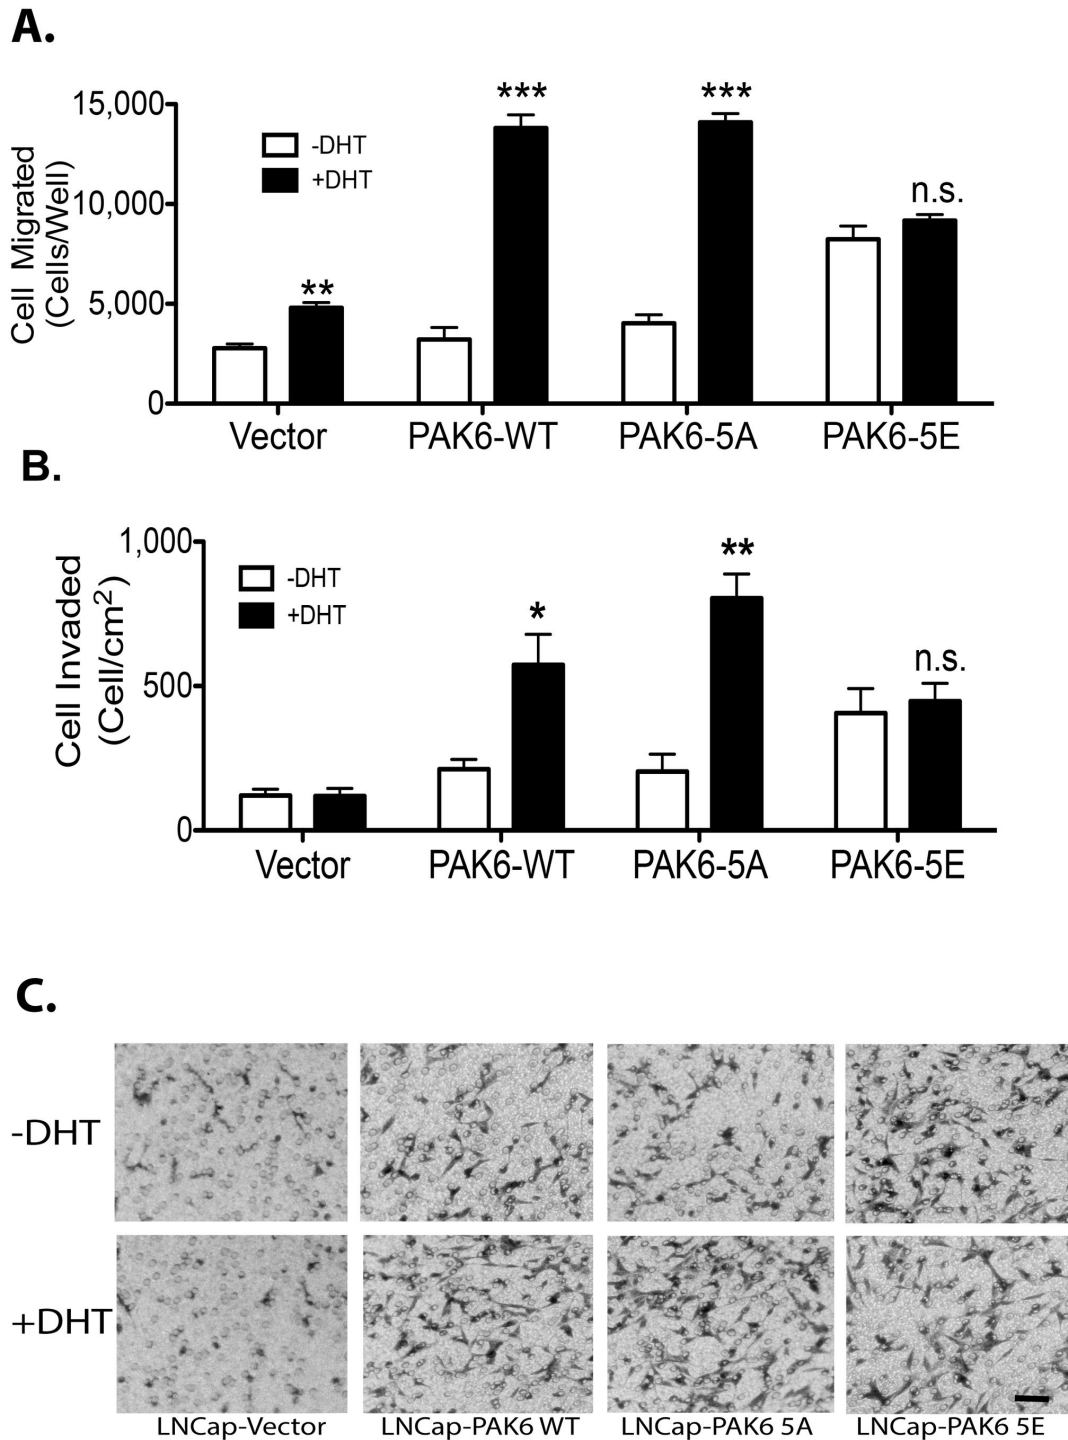 A.
15,000
10,000
5,000
0
Cell Migrated
(Cells/Well)
-DHT
+DHT
**
***
***
n.s.
Vector
PAK6-WT
PAK6-5A
PAK6-5E
B.
1,000
500
0
Cell Invaded
(Cell/cm²)
-DHT
+DHT
*
**
n.s.
Vector
PAK6-WT
PAK6-5A
PAK6-5E
C.
-DHT
+DHT
LNCap-Vector
LNCap-PAK6 WT
LNCap-PAK6 5A
LNCap-PAK6 5E